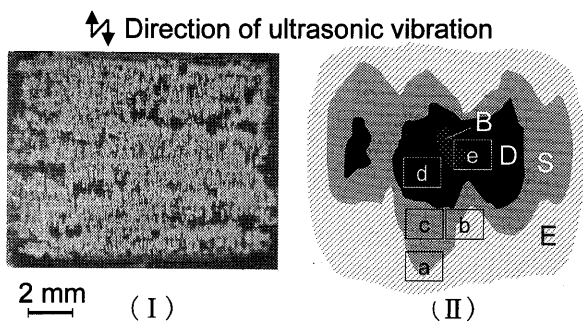 Direction of ultrasonic vibration
B
D
S
d
e
c
b
E
a
2 mm
(I)
(II)